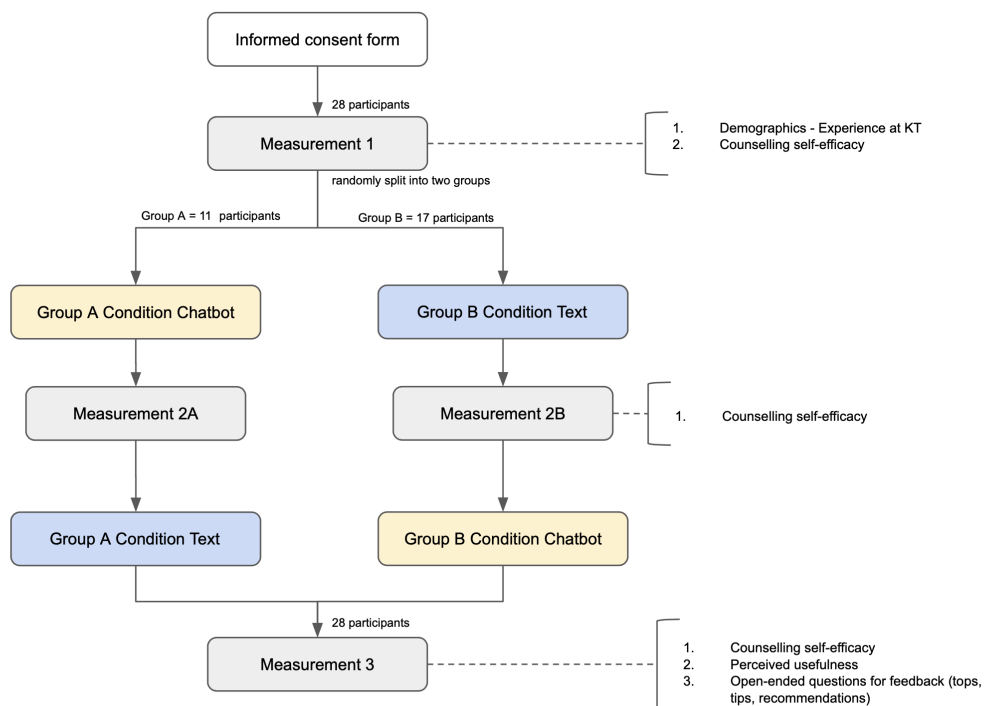 Informed consent form
28 participants
Measurement 1
1. Demographics - Experience at KT
2. Counselling self-efficacy
randomly split into two groups
Group A = 11 participants
Group B = 17 participants
Group A Condition Chatbot
Group B Condition Text
Measurement 2A
Measurement 2B
1. Counselling self-efficacy
Group A Condition Text
Group B Condition Chatbot
28 participants
Measurement 3
1. Counselling self-efficacy
2. Perceived usefulness
3. Open-ended questions for feedback (tops,
tips, recommendations)